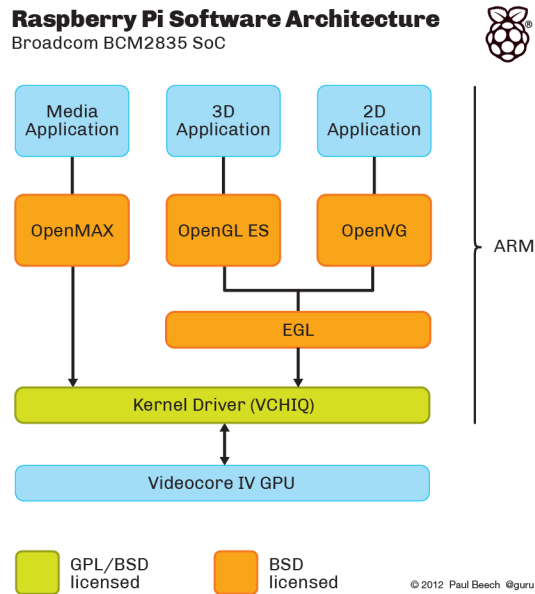 Raspberry Pi Software Architecture
Broadcom BCM2835 SoC
®
Media
Application
3D
Application
2D
Application
OpenMAX
OpenGL ES
OpenVG
ARM
EGL
Kernel Driver (VCHIQ)
Videocore IV GPU
GPL/BSD
licensed
BSD
licensed
© 2012 Paul Beech @guru